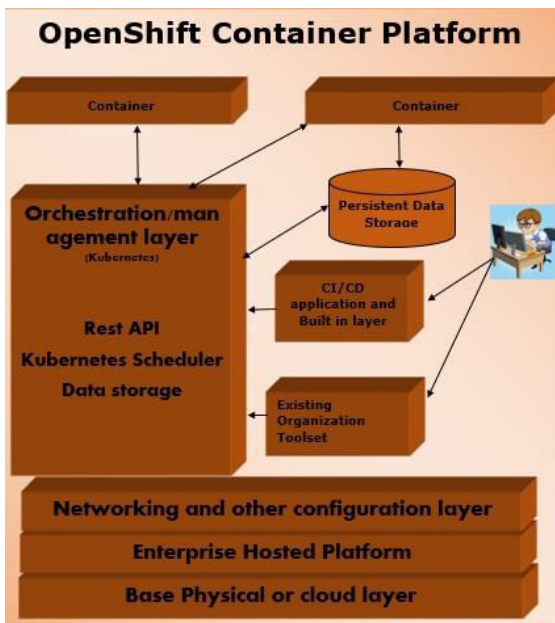 OpenShift Container Platform
Container
Container
Orchestration/man
agement layer
(Kubernetes)
Rest API
Kubernetes Scheduler
Data storage
Persistent Data
Storage
CI/CD
application and
Built in layer
Existing
Organization
Toolset
Networking and other configuration layer
Enterprise Hosted Platform
Base Physical or cloud layer